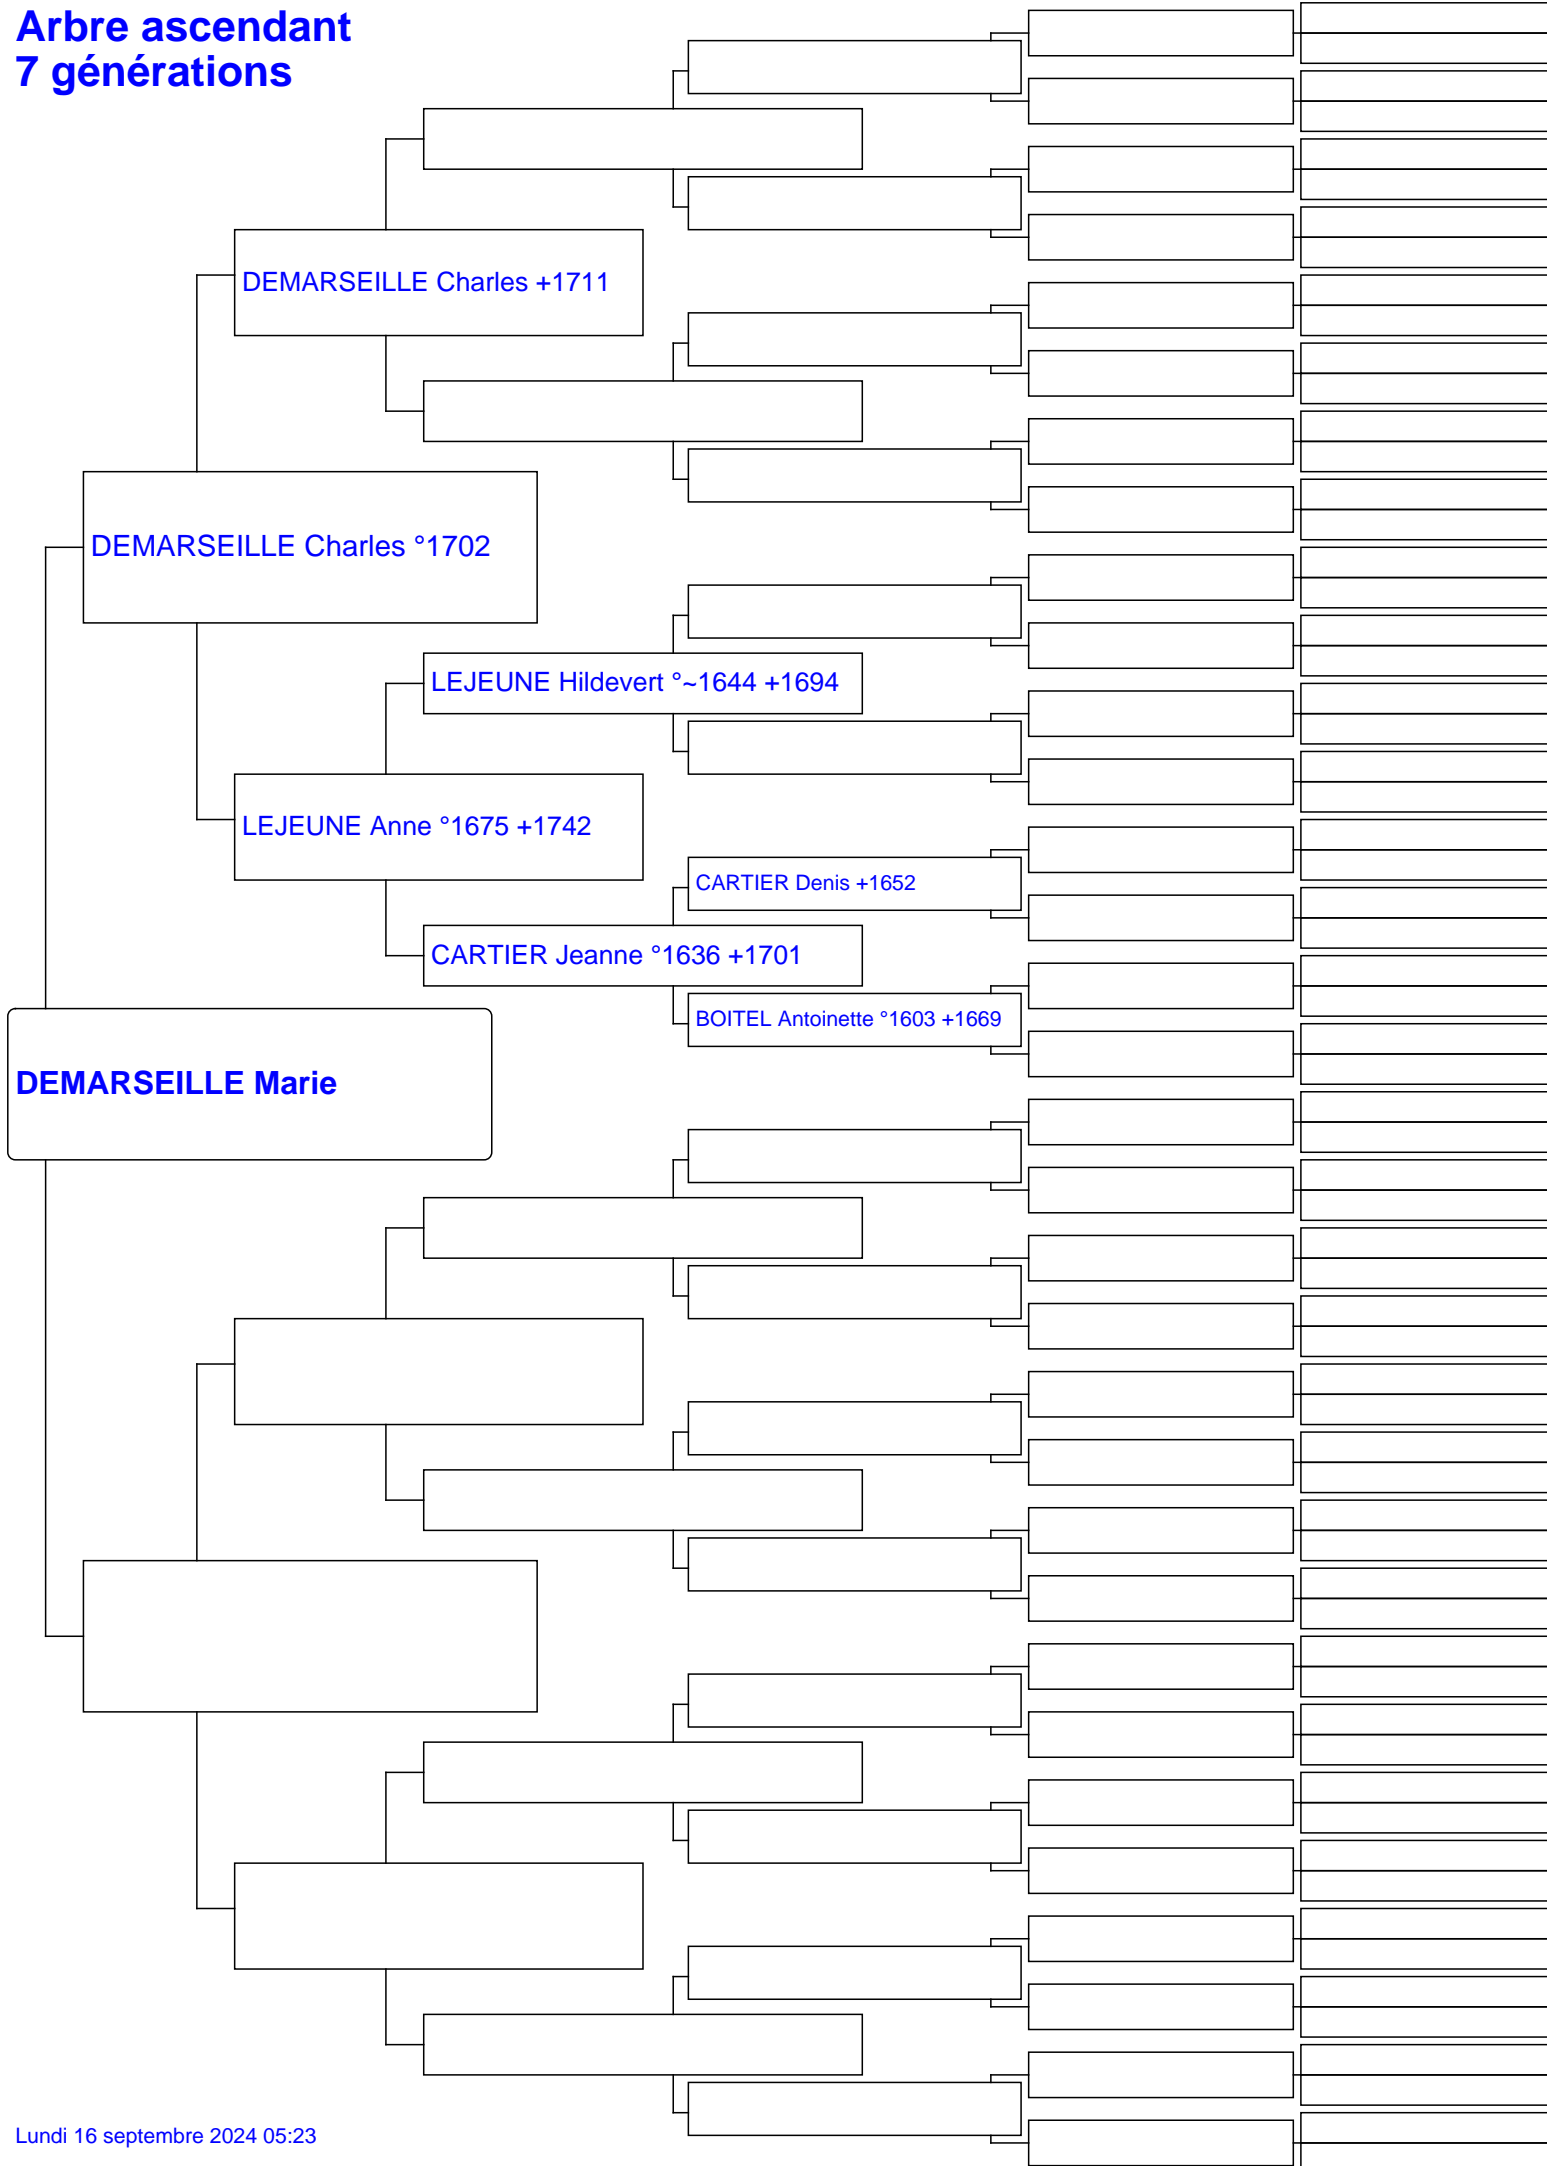 Arbre ascendant
7 générations
DEMARSEILLE Charles +1711
DEMARSEILLE Charles °1702
LEJEUNE Hildevert °~1644 +1694
LEJEUNE Anne °1675 +1742
CARTIER Denis +1652
CARTIER Jeanne °1636 +1701
BOITEL Antoinette °1603 +1669
DEMARSEILLE Marie
Lundi 16 septembre 2024 05:23